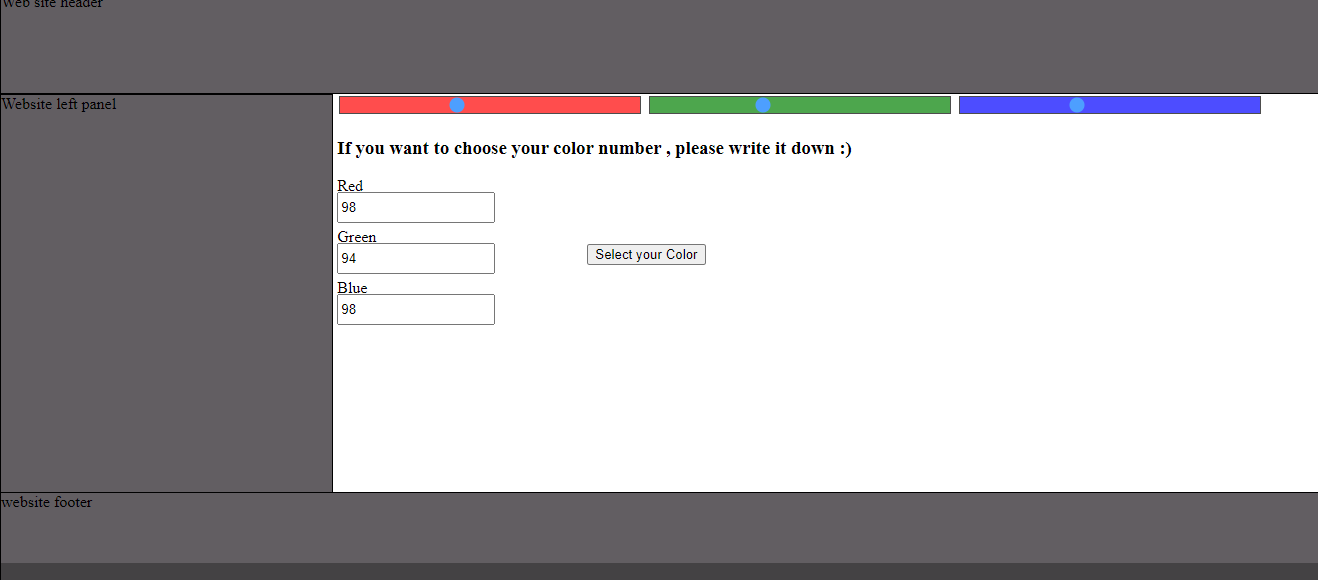 Web site header
Website left panel
If you want to choose your color number , please write it down :)
Red
98
Green
94
Select your Color
Blue
98
website footer